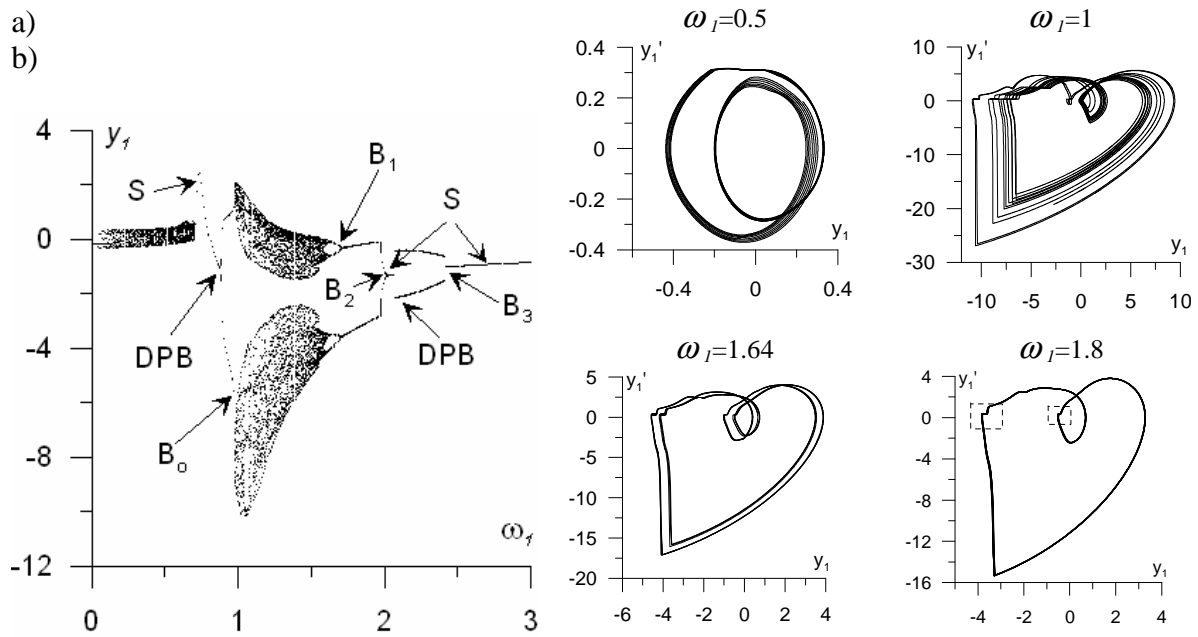 a)
b)
y₁
4
0
-4
-8
-12
0
1
2
3
ω₁
S
DPB
B₀
B₁
S
B₂
B₃
DPB
ω₁=0.5
y₁'
0.4
0.2
0
-0.2
-0.4
-0.4
0
0.4
y₁
ω₁=1
y₁'
10
0
-10
-20
-30
-10
-5
0
5
10
y₁
ω₁=1.64
y₁'
5
0
-5
-10
-15
-20
-6
-4
-2
0
2
4
y₁
ω₁=1.8
y₁'
4
0
-4
-8
-12
-16
-4
-2
0
2
4
y₁